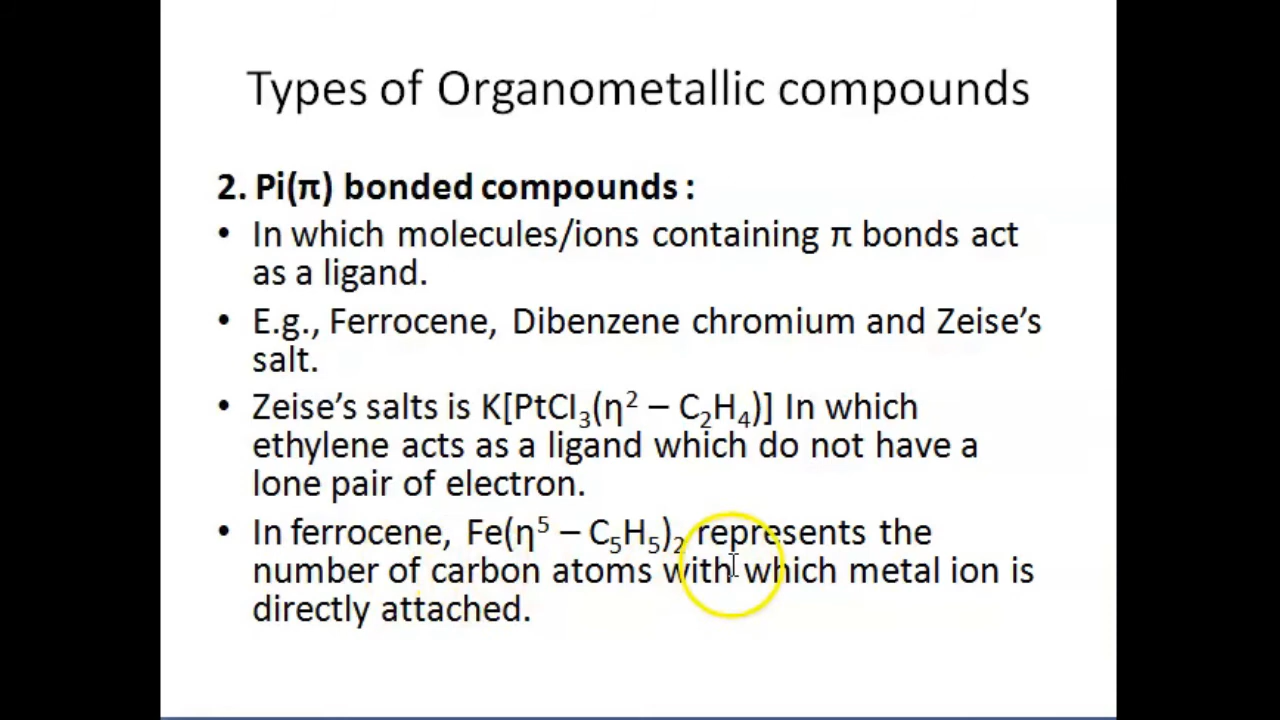 Types of Organometallic compounds
2. Pi(π) bonded compounds :
• In which molecules/ions containing π bonds act
as a ligand.
• E.g., Ferrocene, Dibenzene chromium and Zeise’s
salt.
• Zeise’s salts is K[PtCI₃(η² – C₂H₄)] In which
ethylene acts as a ligand which do not have a
lone pair of electron.
• In ferrocene, Fe(η⁵ – C₅H₅)₂ represents the
number of carbon atoms with which metal ion is
directly attached.